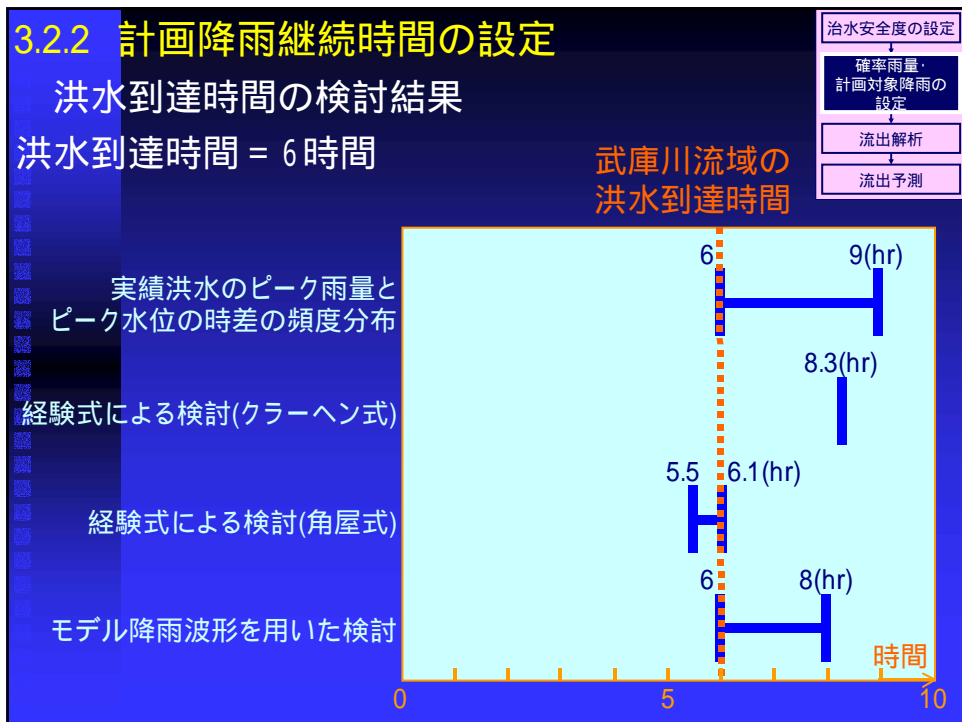 3.2.2 計画降雨継続時間の設定
洪水到達時間の検討結果
洪水到達時間 = 6時間
治水安全度の設定
確率雨量・
計画対象降雨の
設定
流出解析
流出予測
武庫川流域の
洪水到達時間
実績洪水のピーク雨量と
ピーク水位の時差の頻度分布
6
9(hr)
経験式による検討(クラーヘン式)
8.3(hr)
経験式による検討(角屋式)
5.5
6.1(hr)
モデル降雨波形を用いた検討
6
8(hr)
時間
0
5
10